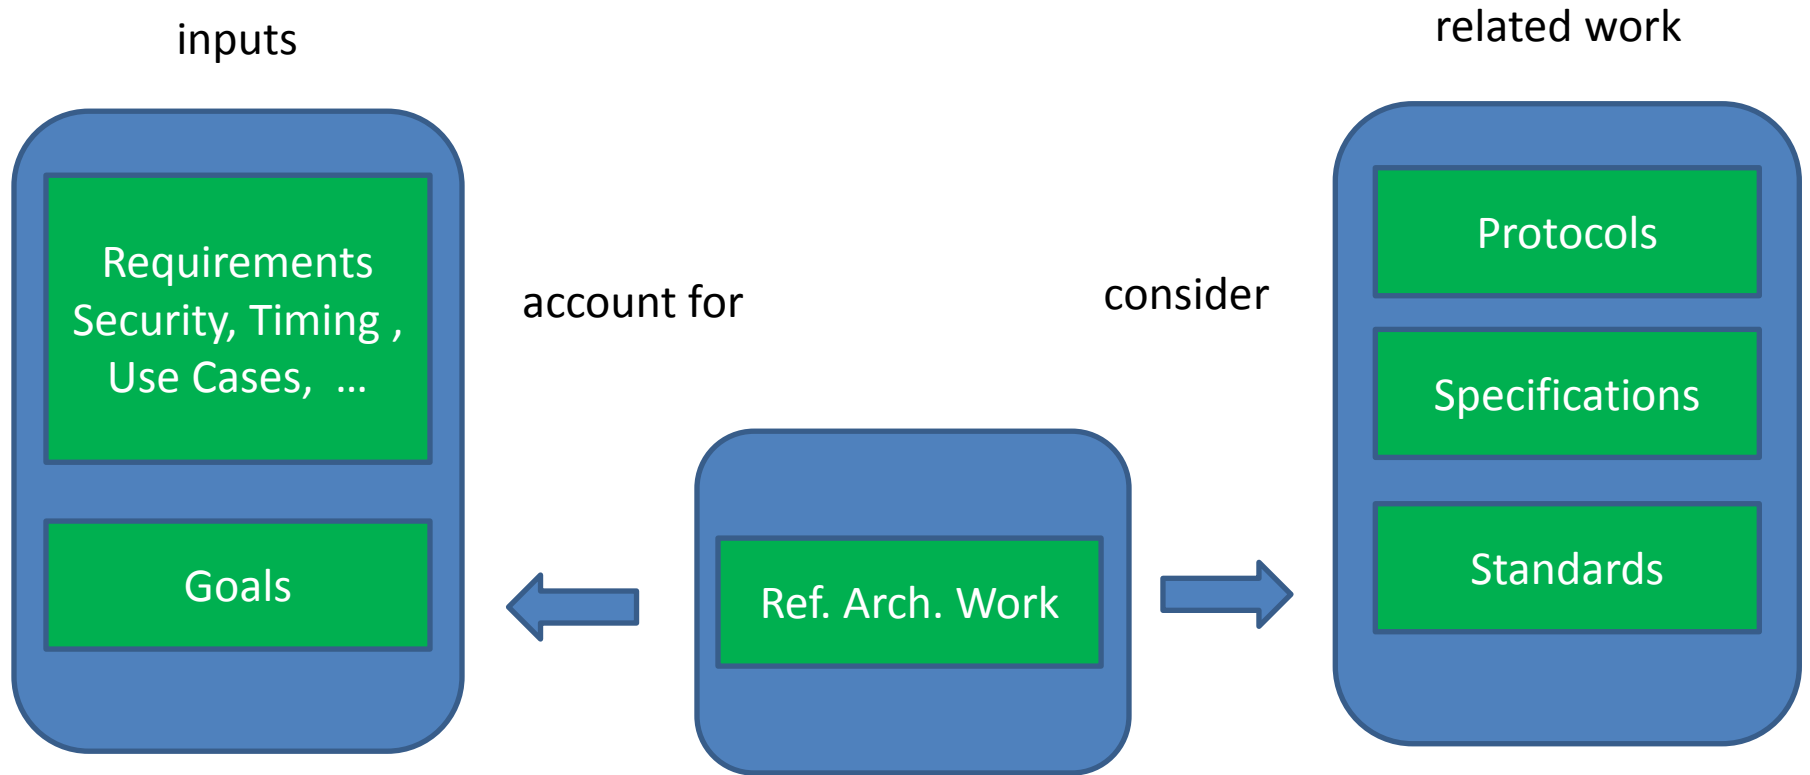 inputs
related work
Requirements
Security, Timing ,
Use Cases,  …
Goals
account for
consider
Ref. Arch. Work
Protocols
Specifications
Standards